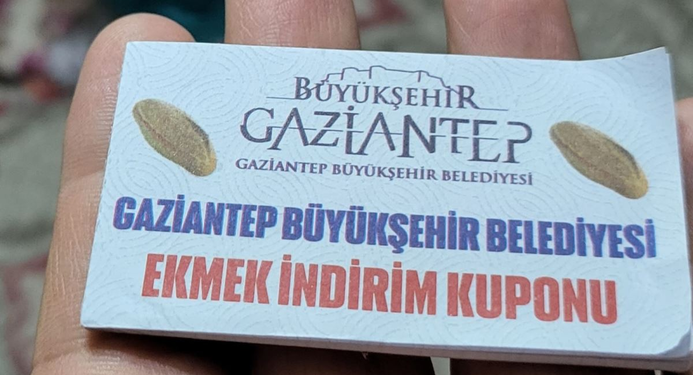 BÜYÜKŞEHİR
GAZİANTEP
GAZİANTEP BÜYÜKŞEHİR BELEDİYESİ
GAZİANTEP BÜYÜKŞEHİR BELEDİYESİ
EKMEK İNDİRİM KUPONU